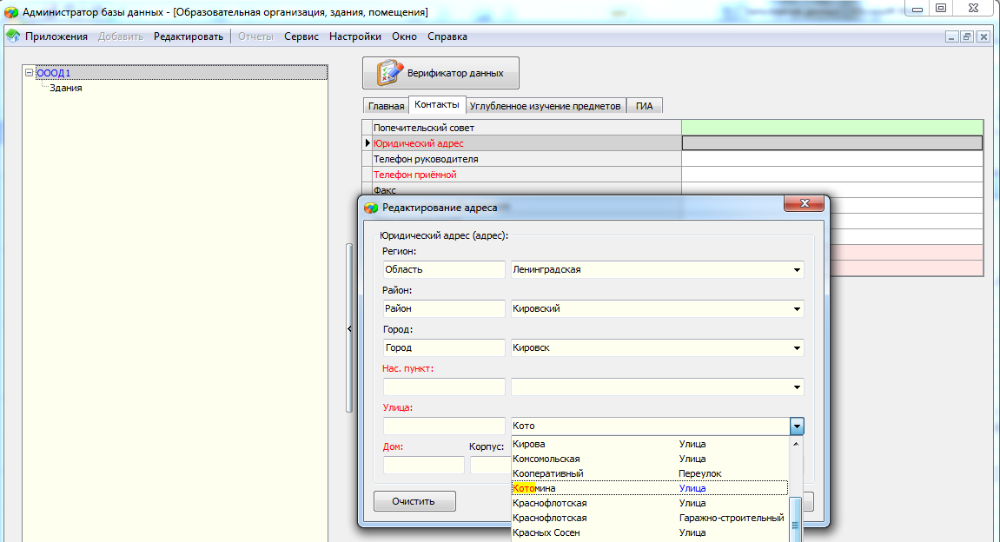 Администратор базы данных - [Образовательная организация, здания, помещения]
Приложения Добавить Редактировать Отчеты Сервис Настройки Окно Справка
ОООД1
Здания
Верификатор данных
Главная Контакты Углубленное изучение предметов ГИА
Попечительский совет
Юридический адрес
Телефон руководителя
Телефон приёмной
Факс
Редактирование адреса
Юридический адрес (адрес):
Регион:
Область Ленинградская
Район:
Район Кировский
Город:
Город Кировск
Нас. пункт:
Улица:
Кото
Дом: Корпус:
Кирова Улица
Комсомольская Улица
Кооперативный Переулок
Котомина Улица
Краснофлотская Улица
Краснофлотская Гаражно-строительный
Красных Сосен Улица
Очистить